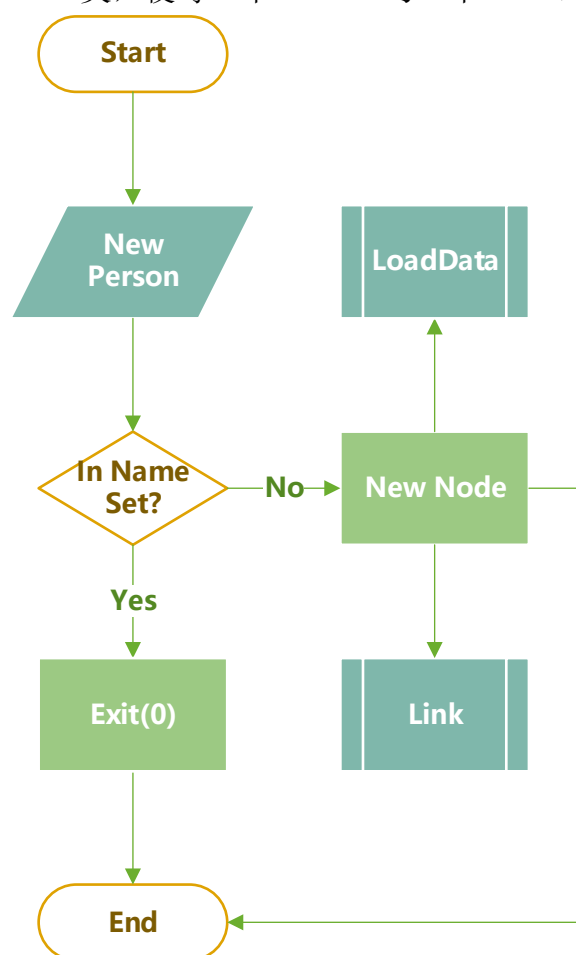 Start
New
Person
LoadData
In Name
Set?
No
New Node
Yes
Exit(0)
Link
End